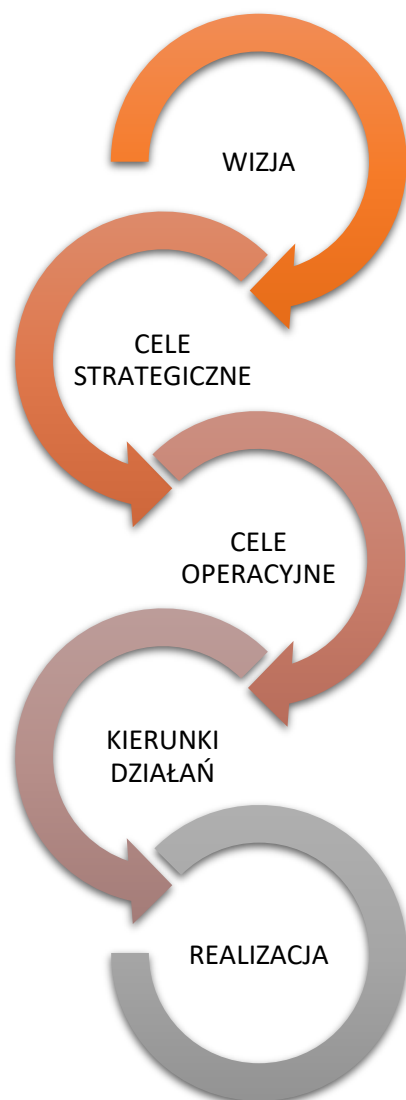 WIZJA
CELE
STRATEGICZNE
CELE
OPERACYJNE
KIERUNKI
DZIAŁAŃ
REALIZACJA